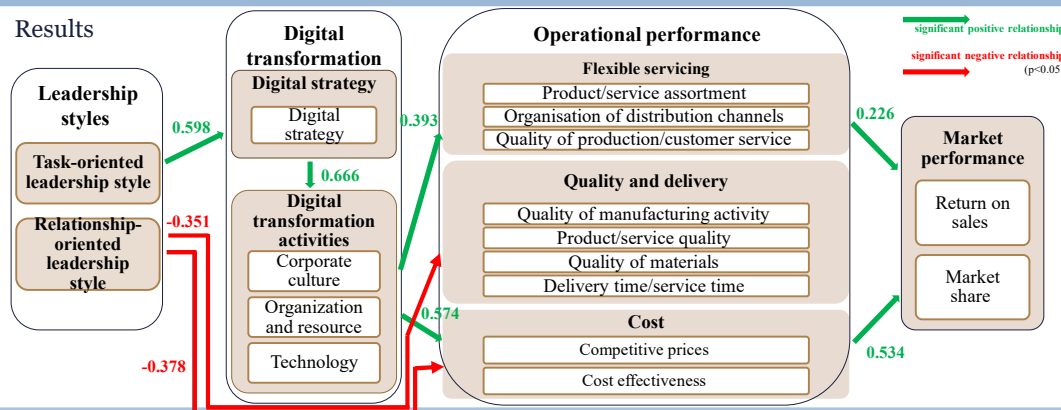 Results
Leadership
styles
Task-oriented
leadership style
Relationship-
oriented
leadership
style
0.598
-0.351
-0.378
Digital
transformation
Digital strategy
Digital
strategy
0.666
Digital
transformation
activities
Corporate
culture
Organization
and resource
Technology
0.393
0.574
Operational performance
Flexible servicing
Product/service assortment
Organisation of distribution channels
Quality of production/customer service
Quality and delivery
Quality of manufacturing activity
Product/service quality
Quality of materials
Delivery time/service time
Cost
Competitive prices
Cost effectiveness
0.226
0.534
Market
performance
Return on
sales
Market
share
significant positive relationship
significant negative relationship
(p<0.05